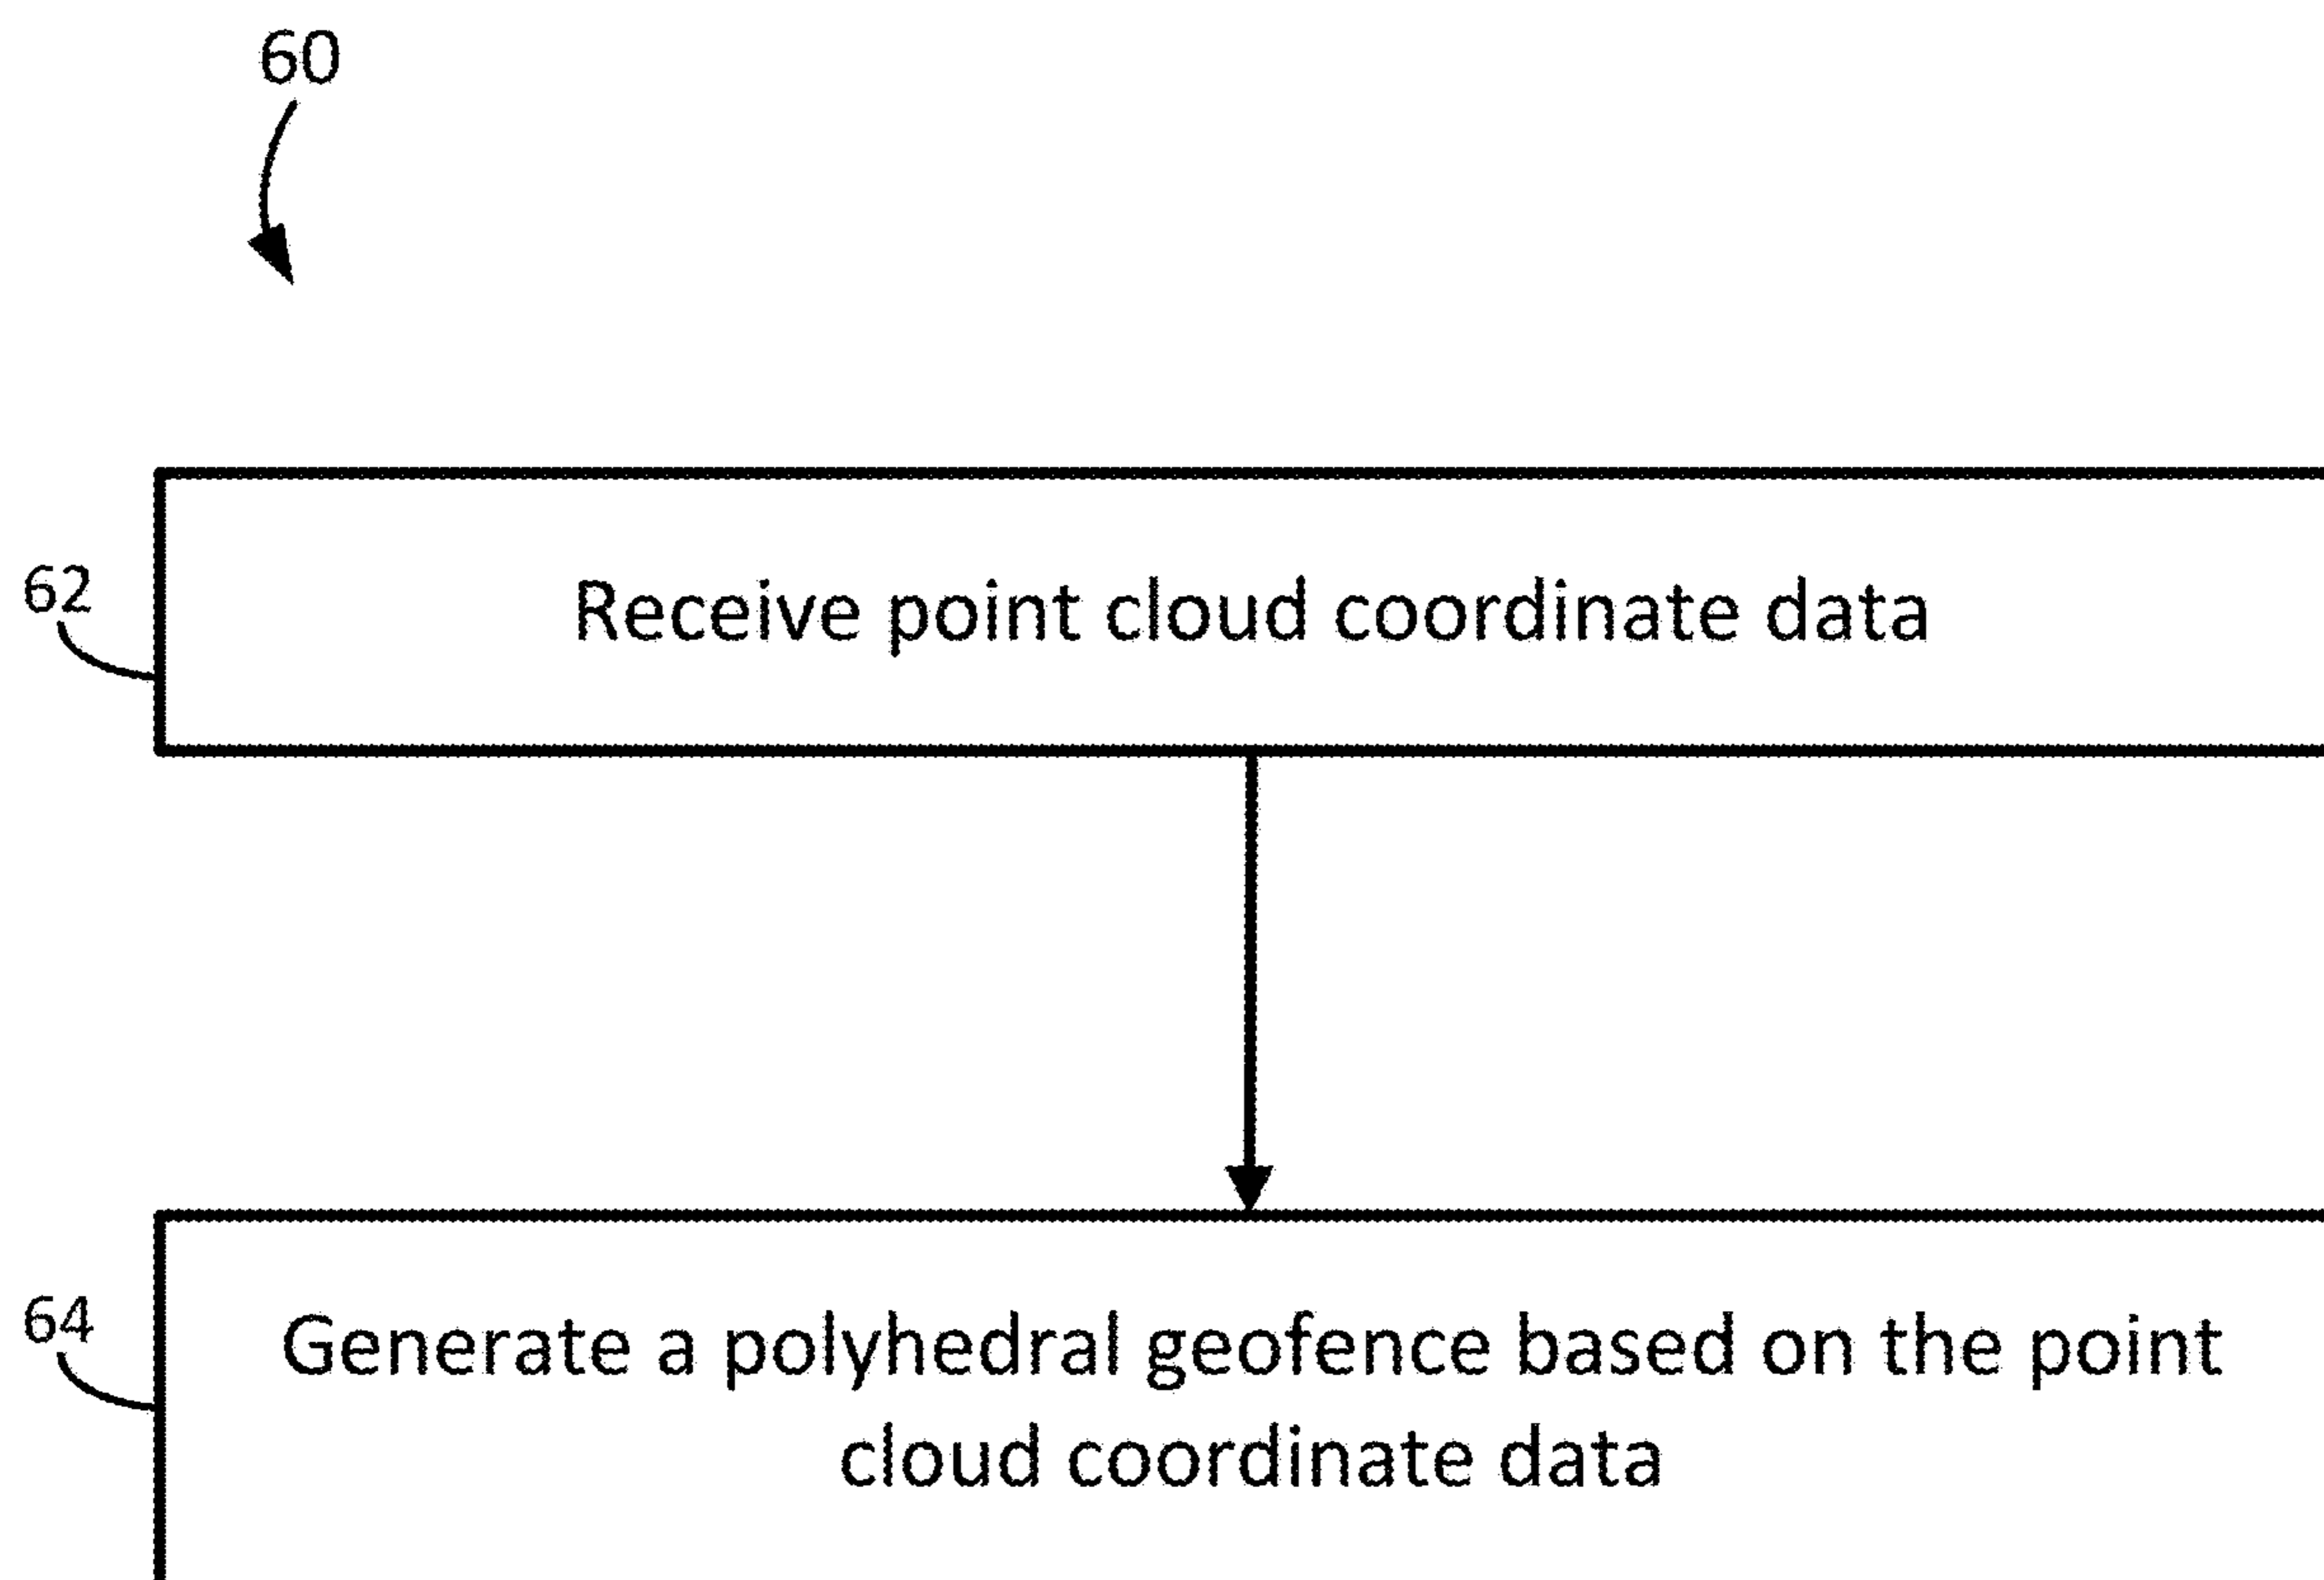 60
62
Receive point cloud coordinate data
64
Generate a polyhedral geofence based on the point
cloud coordinate data